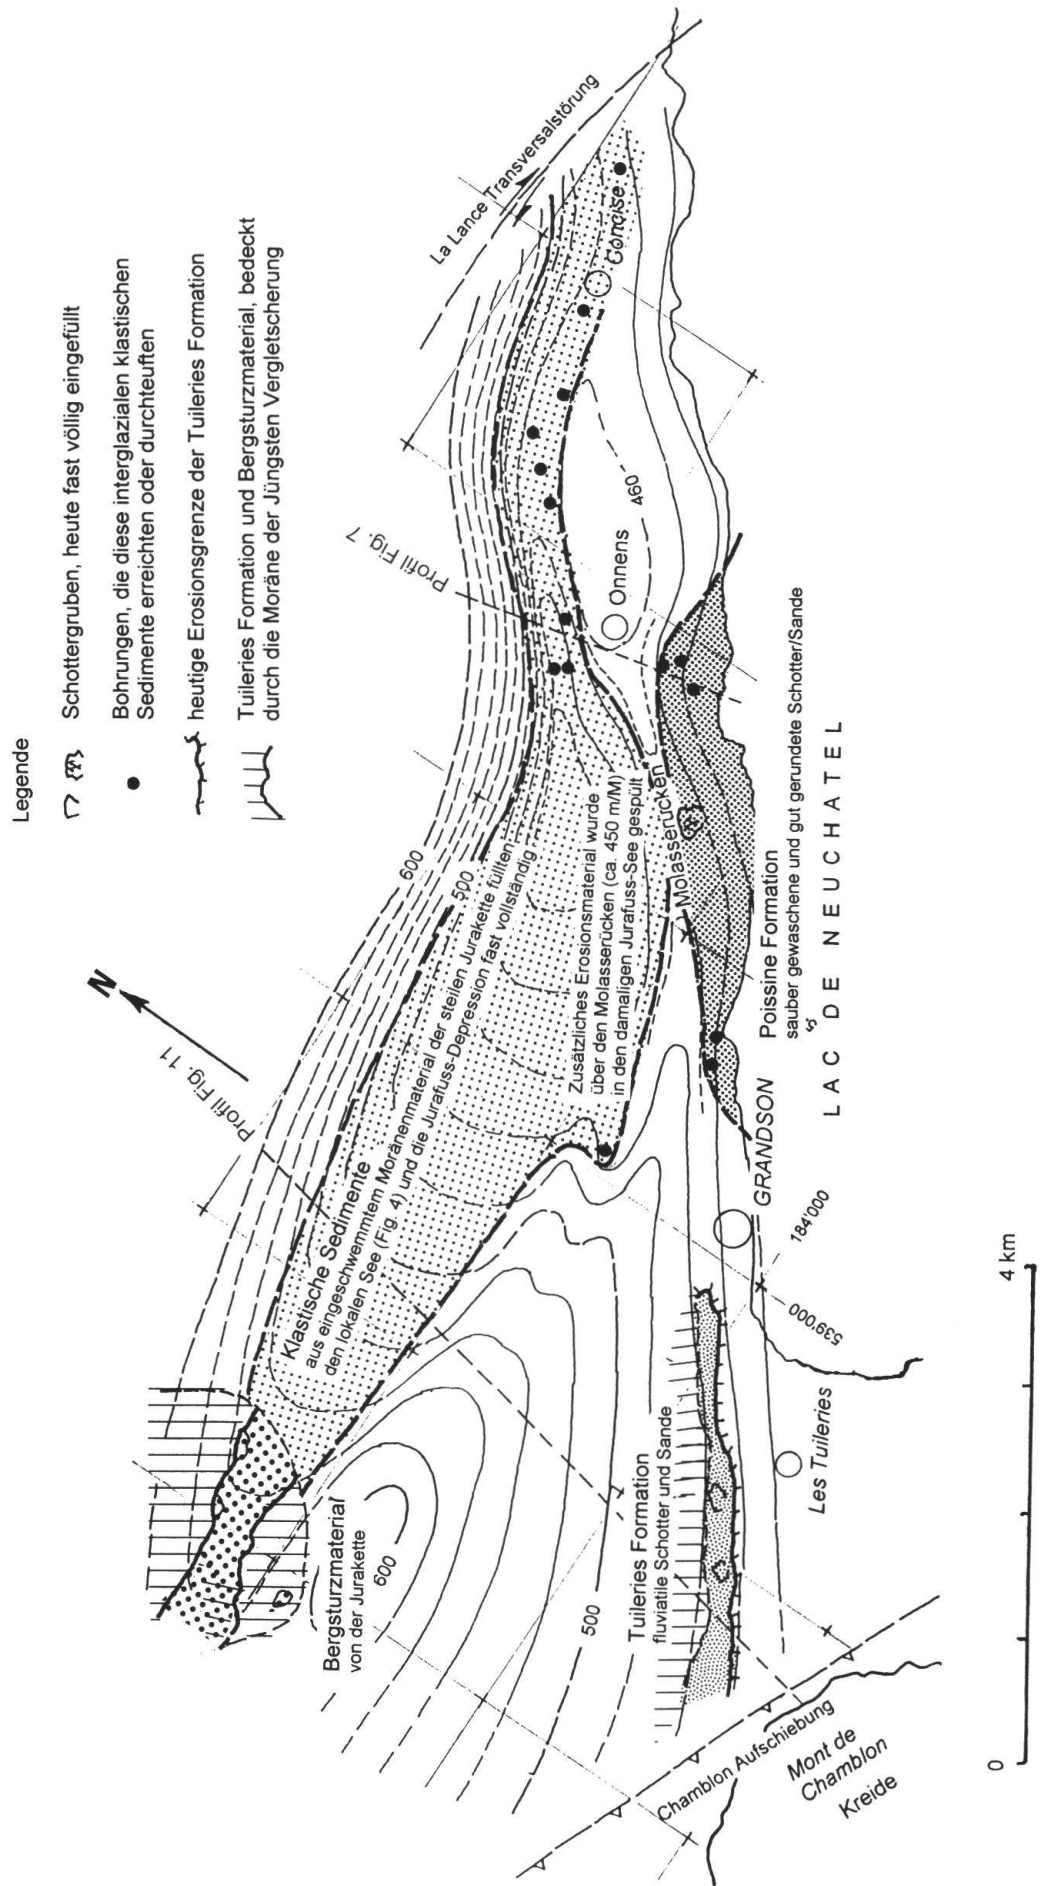 Legende
Schottergruben, heute fast völlig eingefüllt
Bohrungen, die diese interglazialen klastischen
Sedimente erreichten oder durchteuften
heutige Erosionsgrenze der Tuileries Formation
Tuileries Formation und Bergsturzmaterial, bedeckt
durch die Moräne der Jüngsten Vergletscherung
N
Profil Fig. 11
Profil Fig. 7
La Lance Transversalstörung
600
500
Klastische Sedimente
aus eingeschwemmtem Moränenmaterial der steilen Jurakette füllten
den lokalen See (Fig. 4) und die Jurafuss-Depression fast vollständig
Zusätzliches Erosionsmaterial wurde
über den Molasserücken (ca. 450 m/M)
in den damaligen Jurafuss-See gespült
Molasserücken
Concise
460
Onnens
Bergsturzmaterial
von der Jurakette
600
500
Tuileries Formation
fluviatile Schotter und Sande
Poissine Formation
sauber gewaschene und gut gerundete Schotter/Sande
LAC DE NEUCHATEL
GRANDSON
184'000
539'000
Les Tuileries
Chamblon Aufschiebung
Mont de
Chamblon
Kreide
0
4 km